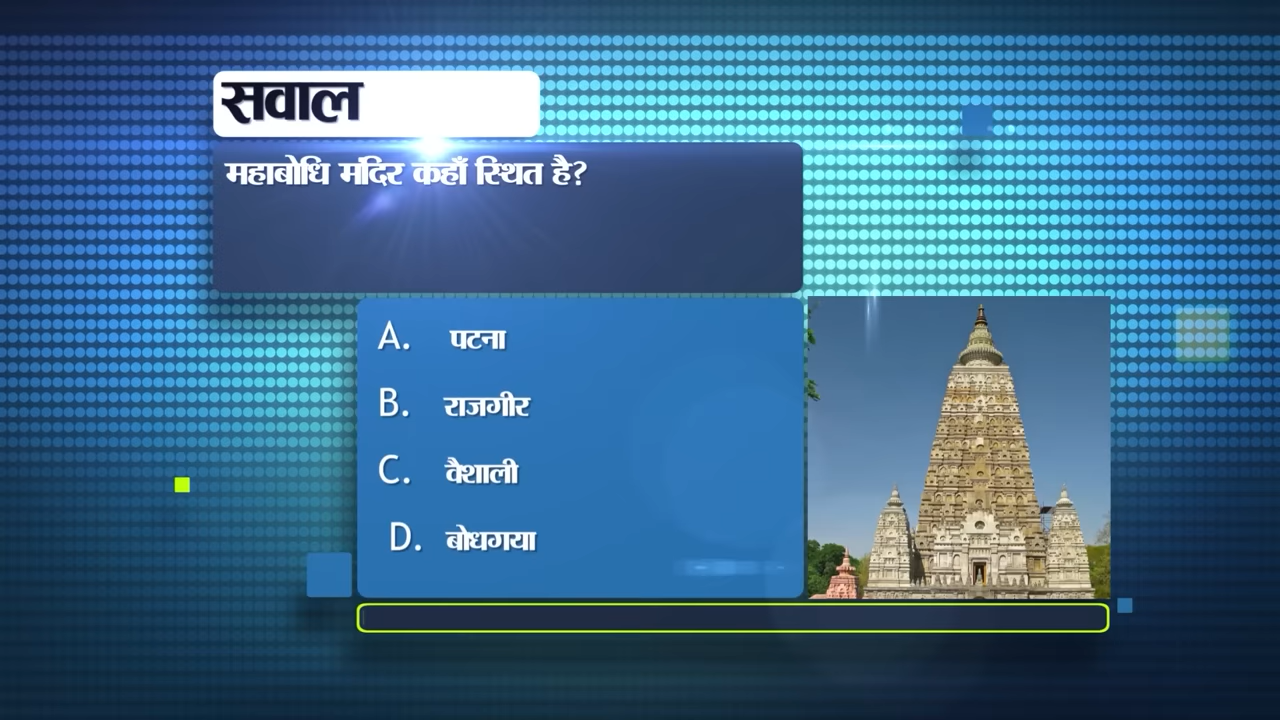 सवाल
महाबोधि मंदिर कहाँ स्थित है?
A. पटना
B. राजगीर
C. वैशाली
D. बोधगया